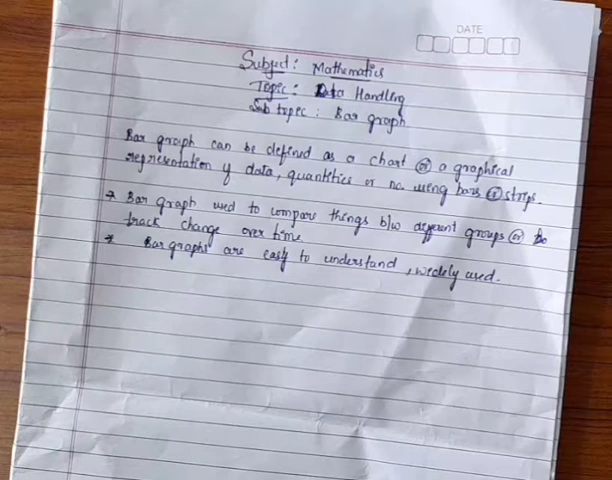 DATE
Subject: Mathematics
Topic: Data Handling
Sub topic: Bar graph
Bar graph can be defined as a chart or a graphical
representation of data, quantities or no. using bars or strips.
→ Bar graph used to compare things b/w different groups or to
track change over time
* Bar graphs are easy to understand, widely used.